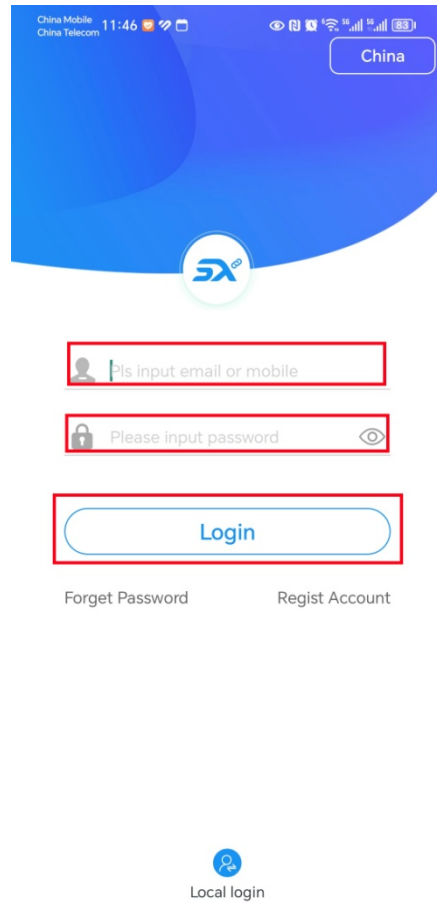 China Mobile
China Telecom
11:46
83
China
SX
Pls input email or mobile
Please input password
Login
Forget Password
Regist Account
Local login